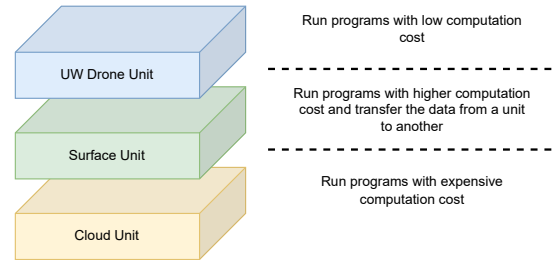 Run programs with low computation
cost
UW Drone Unit
Run programs with higher computation
cost and transfer the data from a unit
to another
Surface Unit
Run programs with expensive
computation cost
Cloud Unit